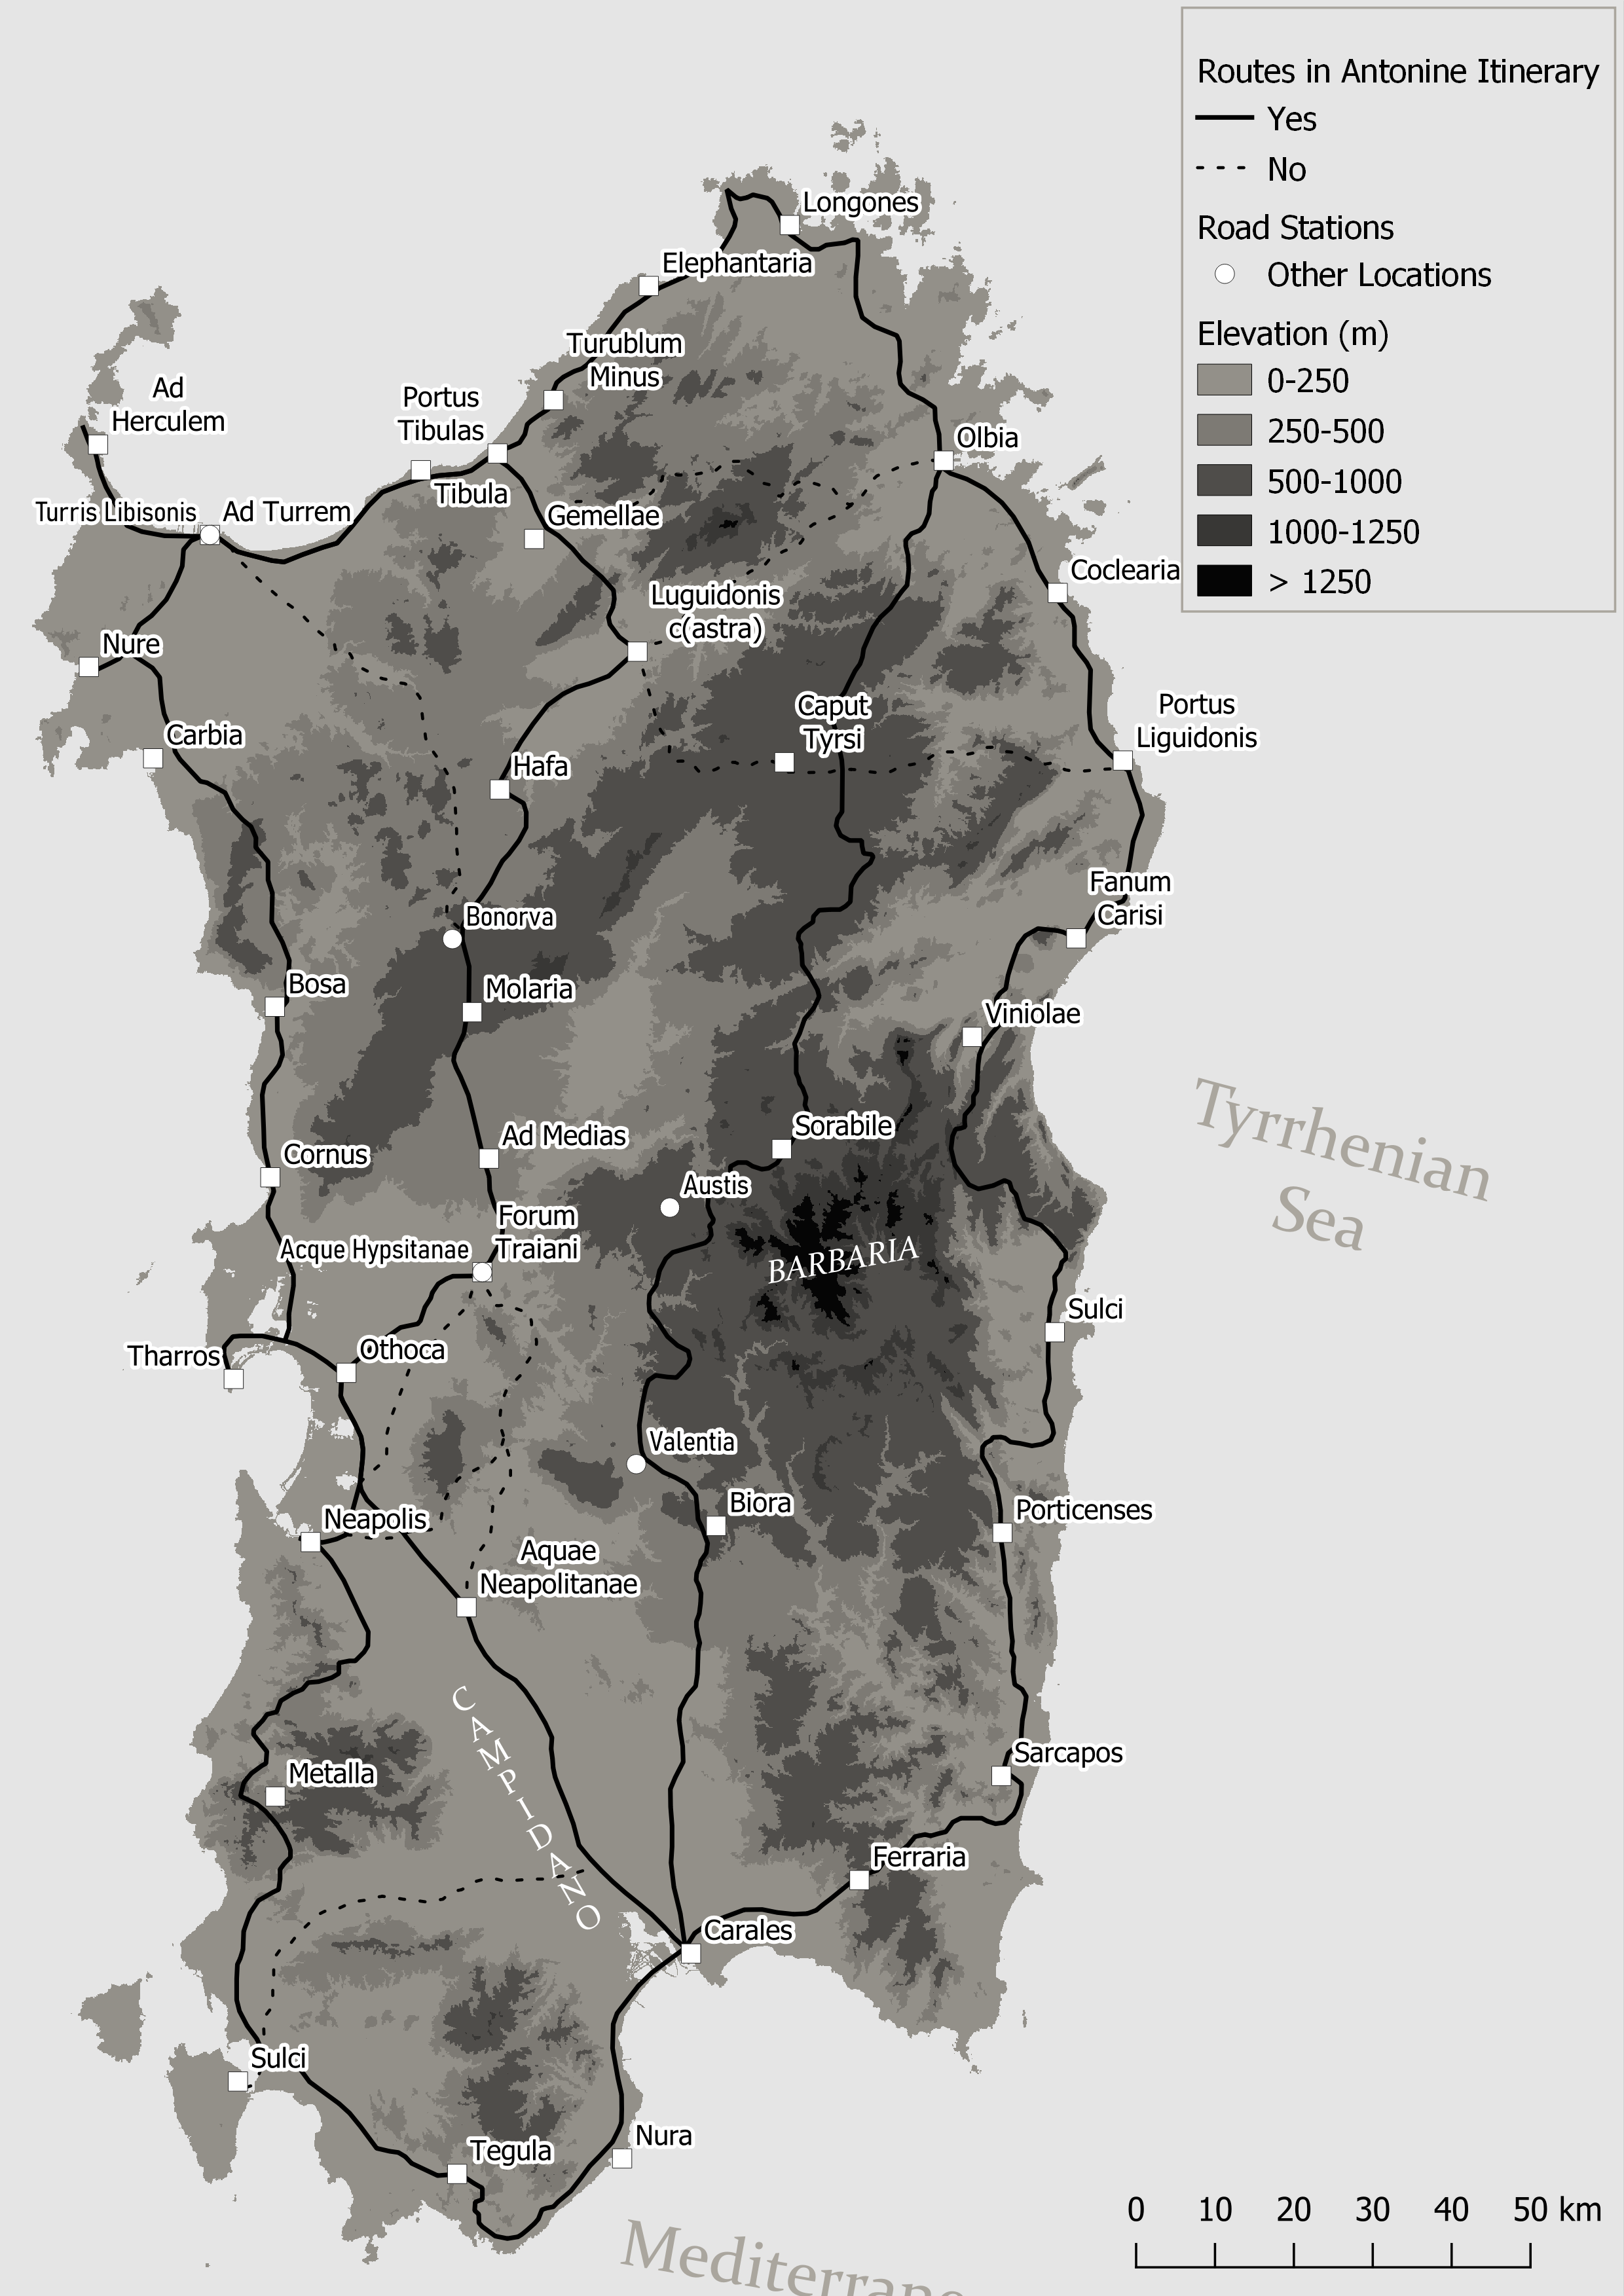 Routes in Antonine Itinerary
Yes
No
Road Stations
Other Locations
Elevation (m)
0-250
250-500
500-1000
1000-1250
> 1250
Longones
Elephantaria
Turublum
Minus
Ad
Herculem
Portus
Tibulas
Olbia
Tibula
Turris Libisonis
Ad Turrem
Gemellae
Coclearia
Luguidonis
c(astra)
Nure
Caput
Tyrsi
Portus
Liguidonis
Carbia
Hafa
Fanum
Carisi
Bonorva
Bosa
Molaria
Viniolae
Tyrrhenian
Sea
Sorabile
Ad Medias
Cornus
Austis
Forum
Traiani
Acque Hypsitanae
BARBARIA
Sulci
Tharros
Othoca
Valentia
Biora
Porticenses
Neapolis
Aquae
Neapolitanae
CAMPIDANO
Sarcapos
Metalla
Ferraria
Carales
Sulci
Nura
Tegula
0 10 20 30 40 50 km
Mediterrane